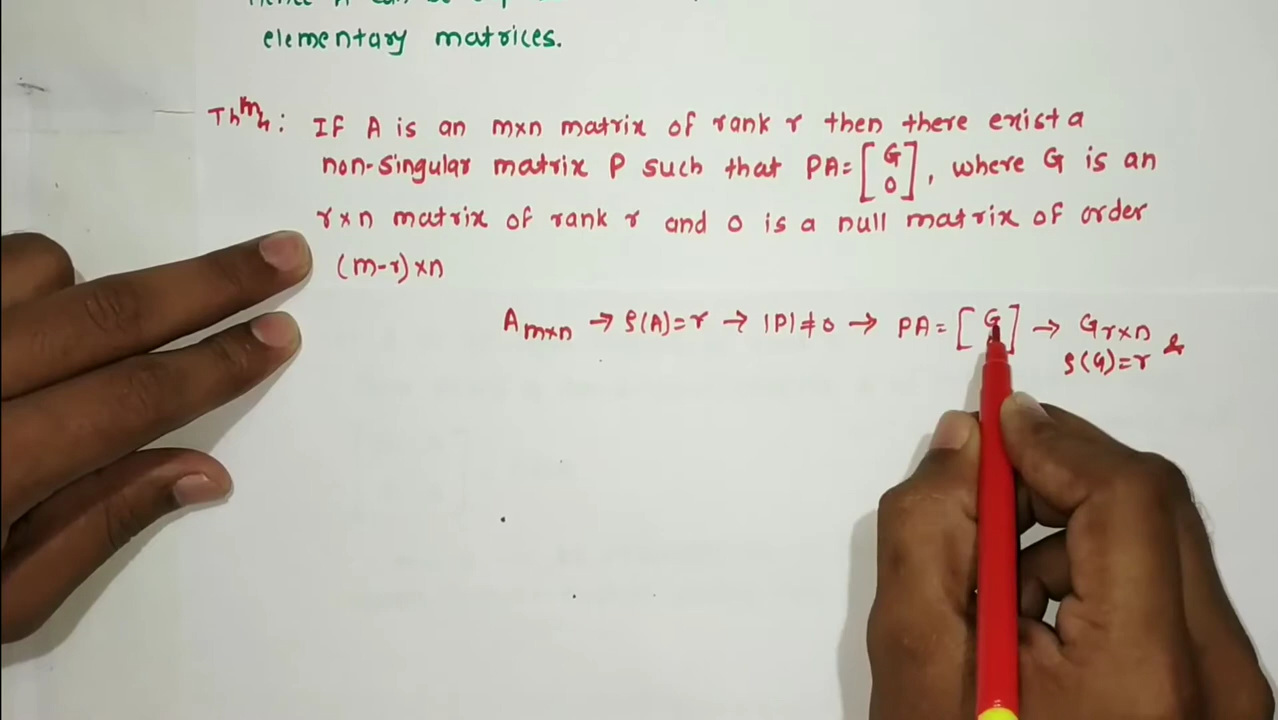 elementary matrices.
Thm: IF A is an m×n matrix of rank r then there exist a
non-singular matrix P such that PA=[G 0], where G is an
r×n matrix of rank r and 0 is a null matrix of order
(m-r)×n
A m×n → ρ(A)=r → |P|≠0 → PA=[G] → G r×n &
ρ(G)=r